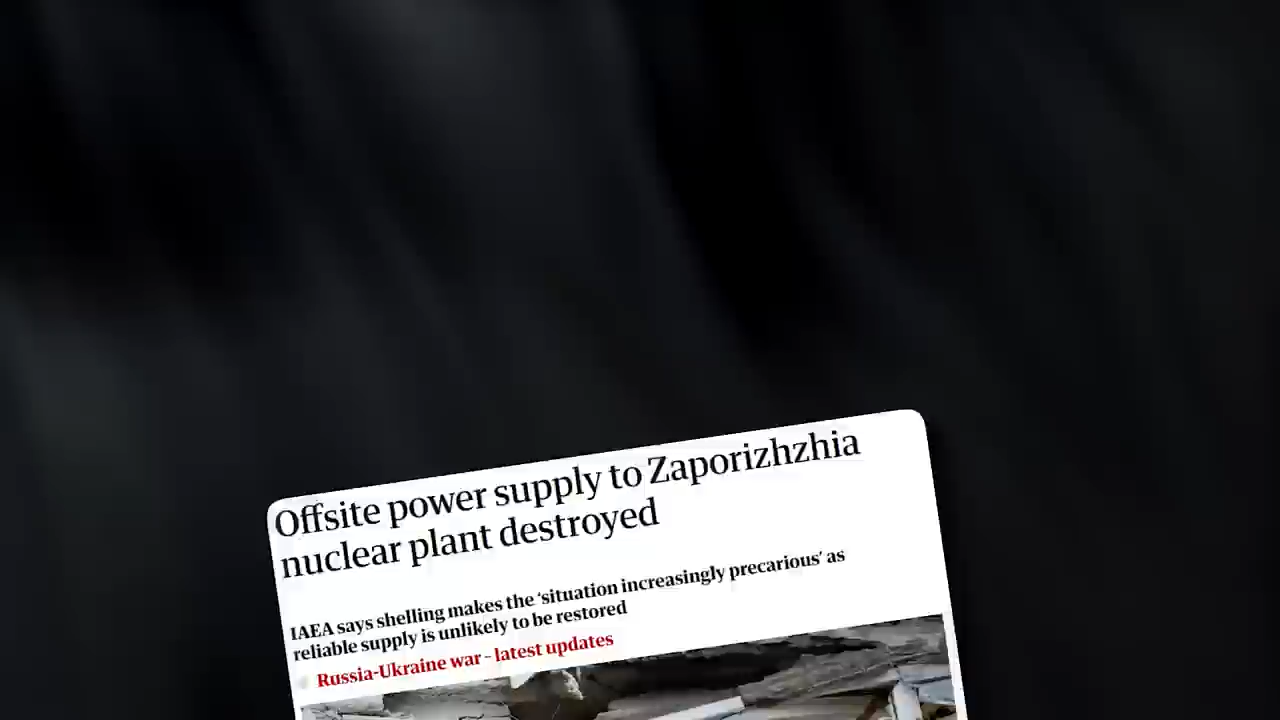 Offsite power supply to Zaporizhzhia
nuclear plant destroyed
IAEA says shelling makes the ‘situation increasingly precarious’ as
reliable supply is unlikely to be restored
Russia-Ukraine war – latest updates